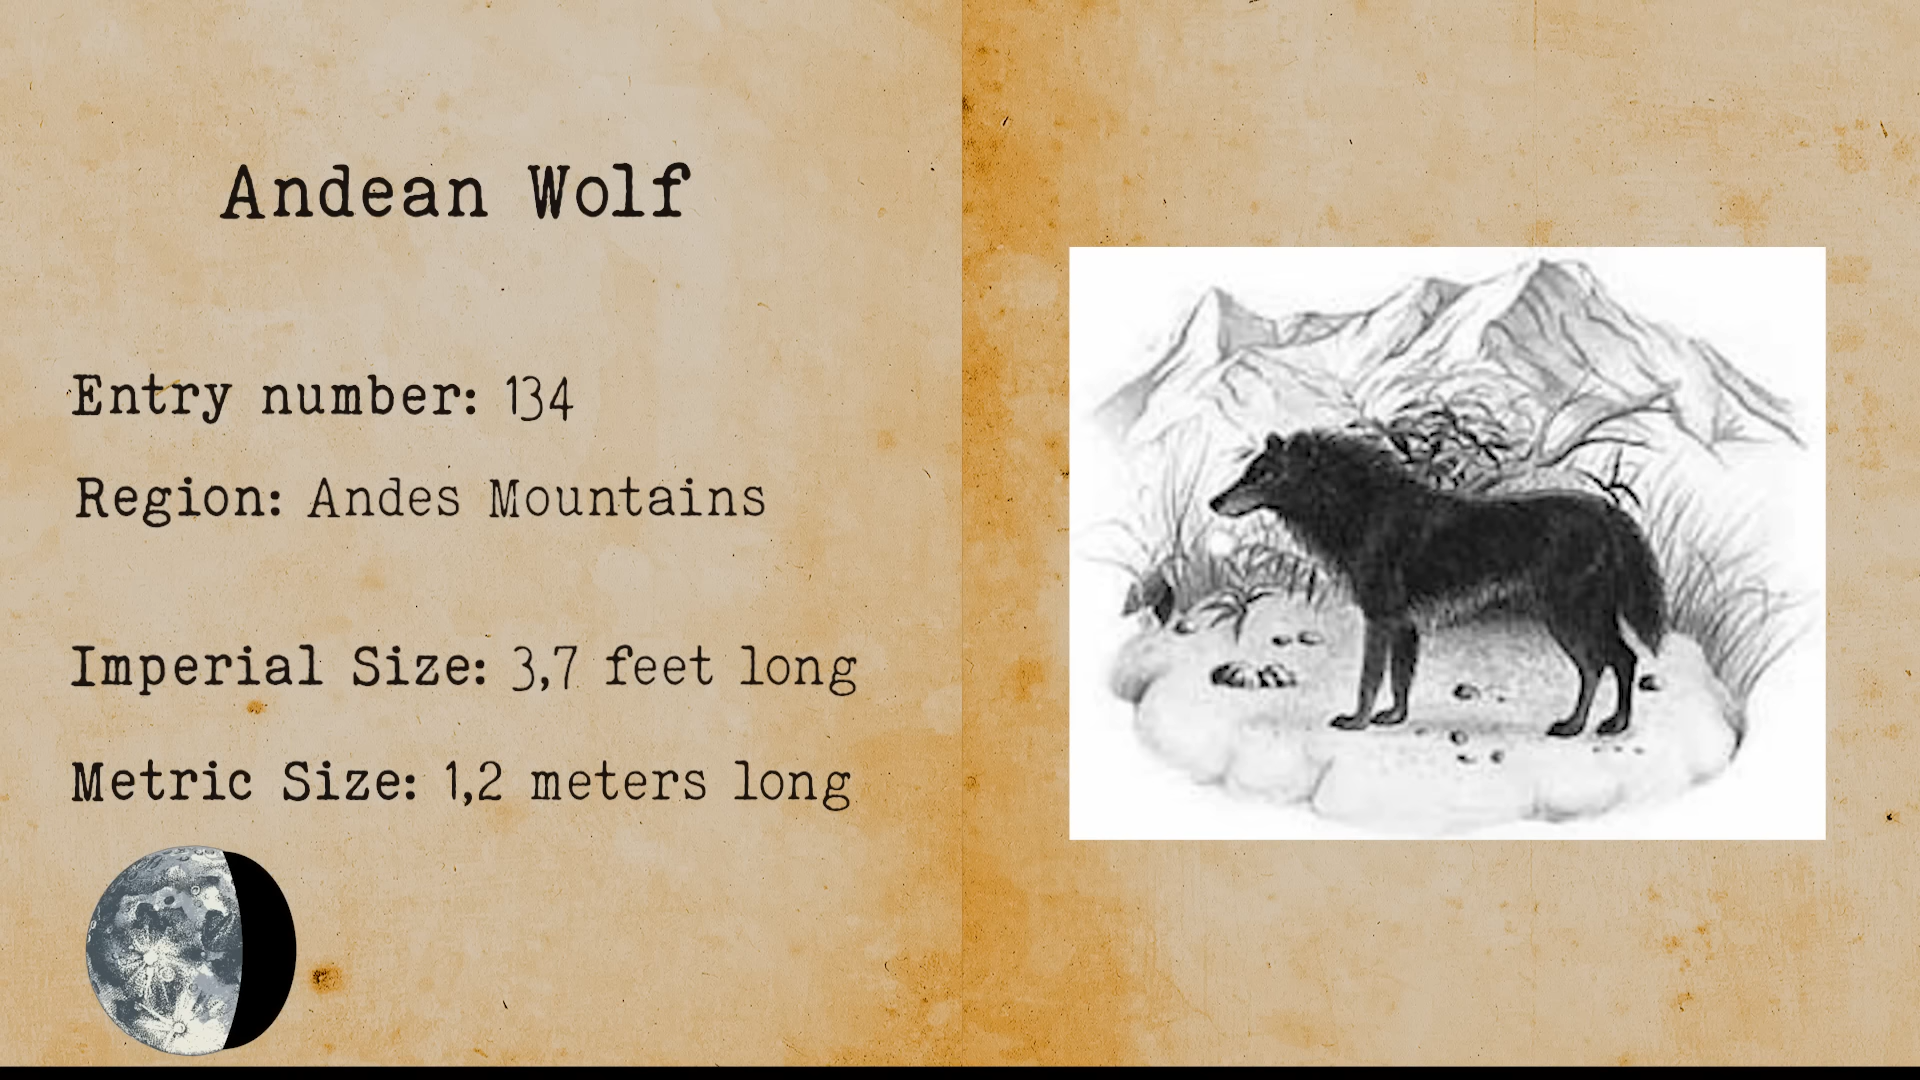 Andean Wolf
Entry number: 134
Region: Andes Mountains
Imperial Size: 3,7 feet long
Metric Size: 1,2 meters long